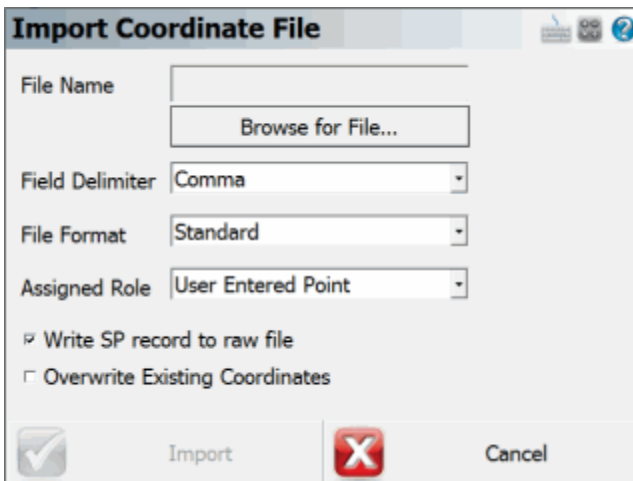 Import Coordinate File
File Name
Browse for File...
Field Delimiter Comma
File Format Standard
Assigned Role User Entered Point
Write SP record to raw file
Overwrite Existing Coordinates
Import Cancel